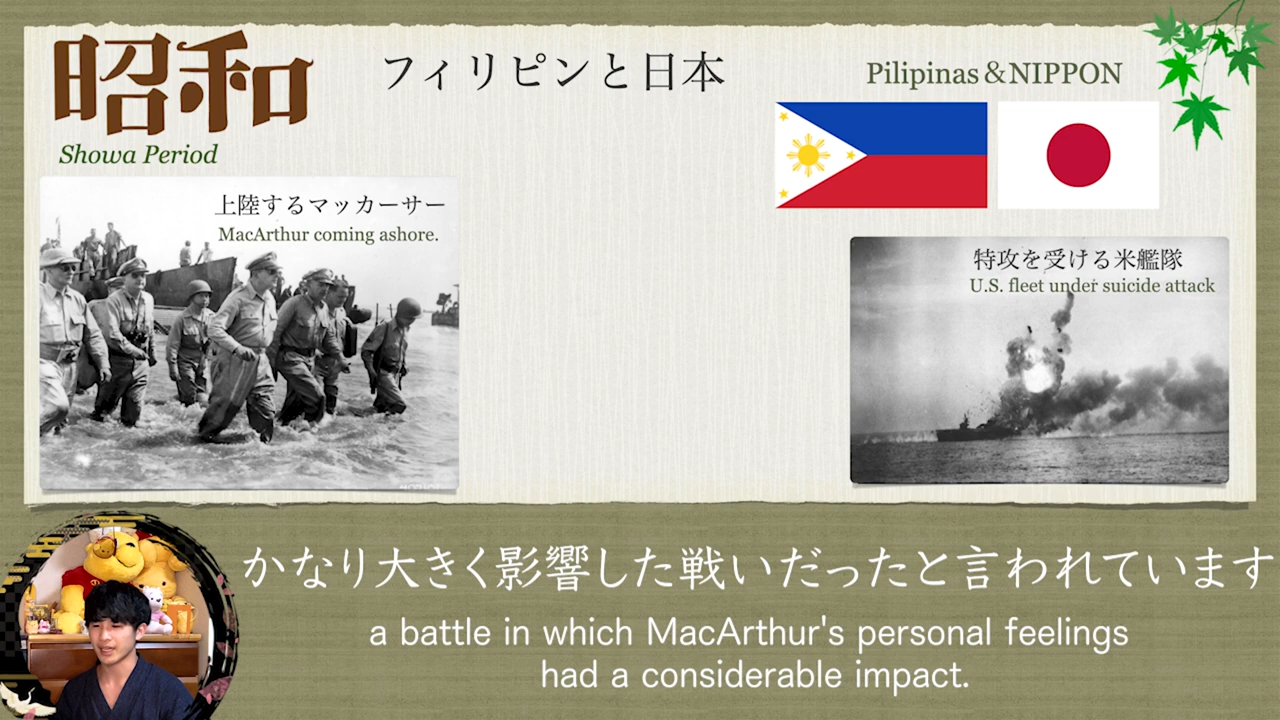 昭和
Showa Period
フィリピンと日本
Pilipinas＆NIPPON
上陸するマッカーサー
MacArthur coming ashore.
特攻を受ける米艦隊
U.S. fleet under suicide attack
かなり大きく影響した戦いだったと言われています
a battle in which MacArthur's personal feelings
had a considerable impact.